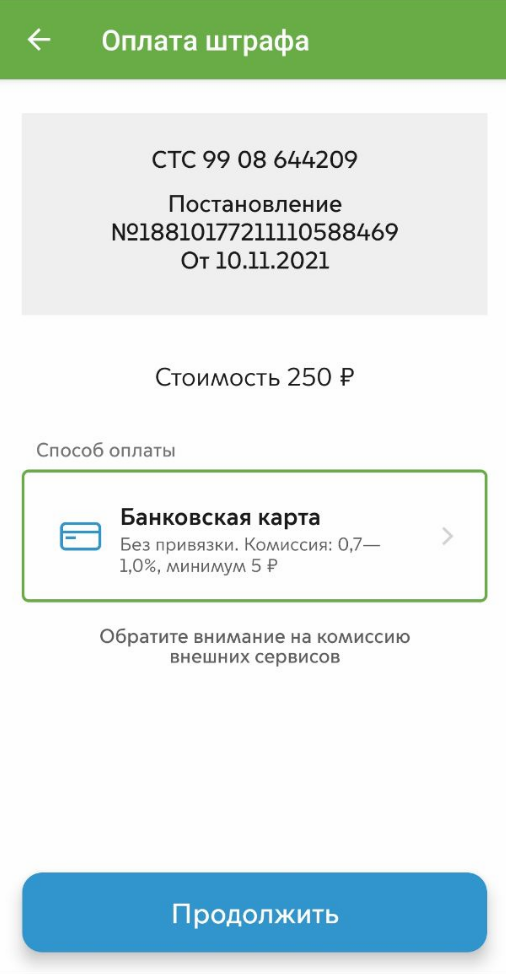 Оплата штрафа
СТС 99 08 644209
Постановление
№18810177211110588469
От 10.11.2021
Стоимость 250 ₽
Способ оплаты
Банковская карта
Без привязки. Комиссия: 0,7—
1,0%, минимум 5 ₽
Обратите внимание на комиссию
внешних сервисов
Продолжить